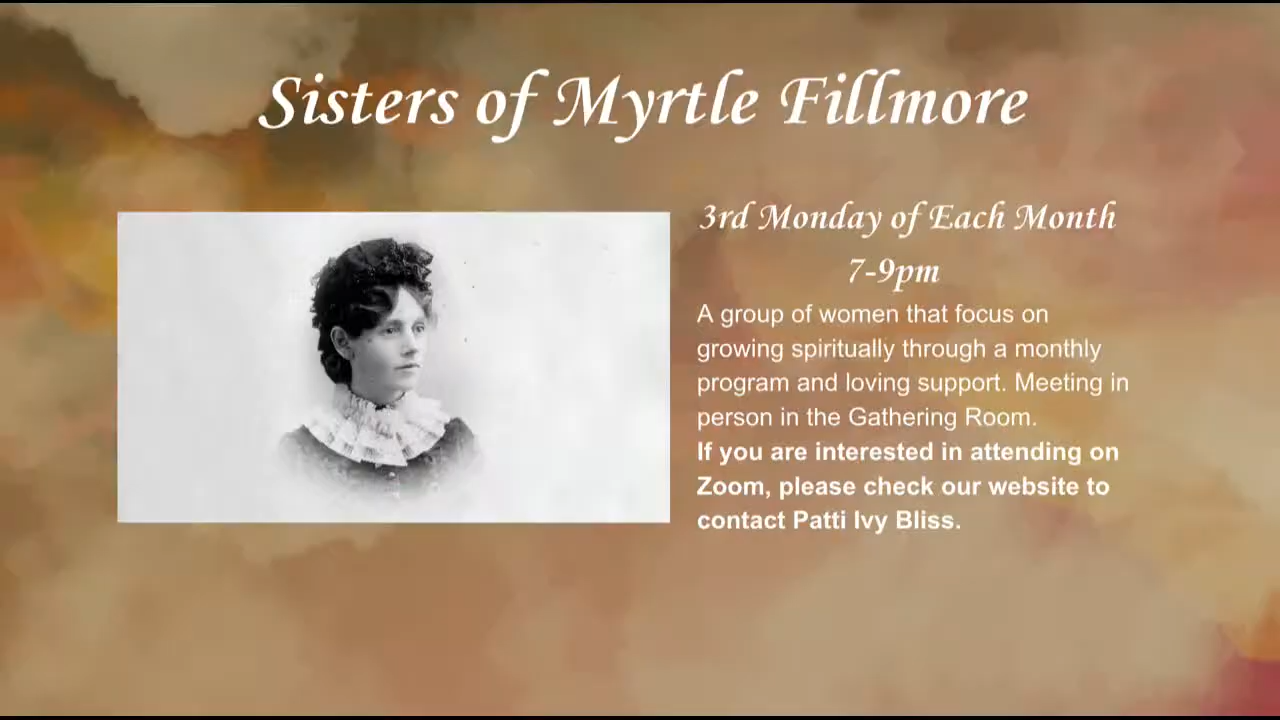 Sisters of Myrtle Fillmore
3rd Monday of Each Month
7-9pm
A group of women that focus on
growing spiritually through a monthly
program and loving support. Meeting in
person in the Gathering Room.
If you are interested in attending on
Zoom, please check our website to
contact Patti Ivy Bliss.